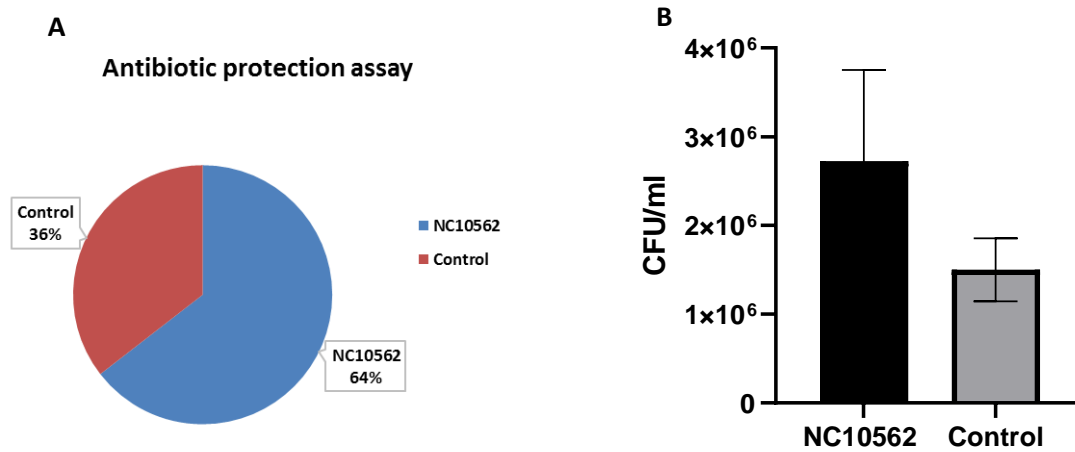 A
Antibiotic protection assay
Control
36%
NC10562
64%
NC10562
Control
B
CFU/ml
4×10⁶
3×10⁶
2×10⁶
1×10⁶
0
NC10562
Control